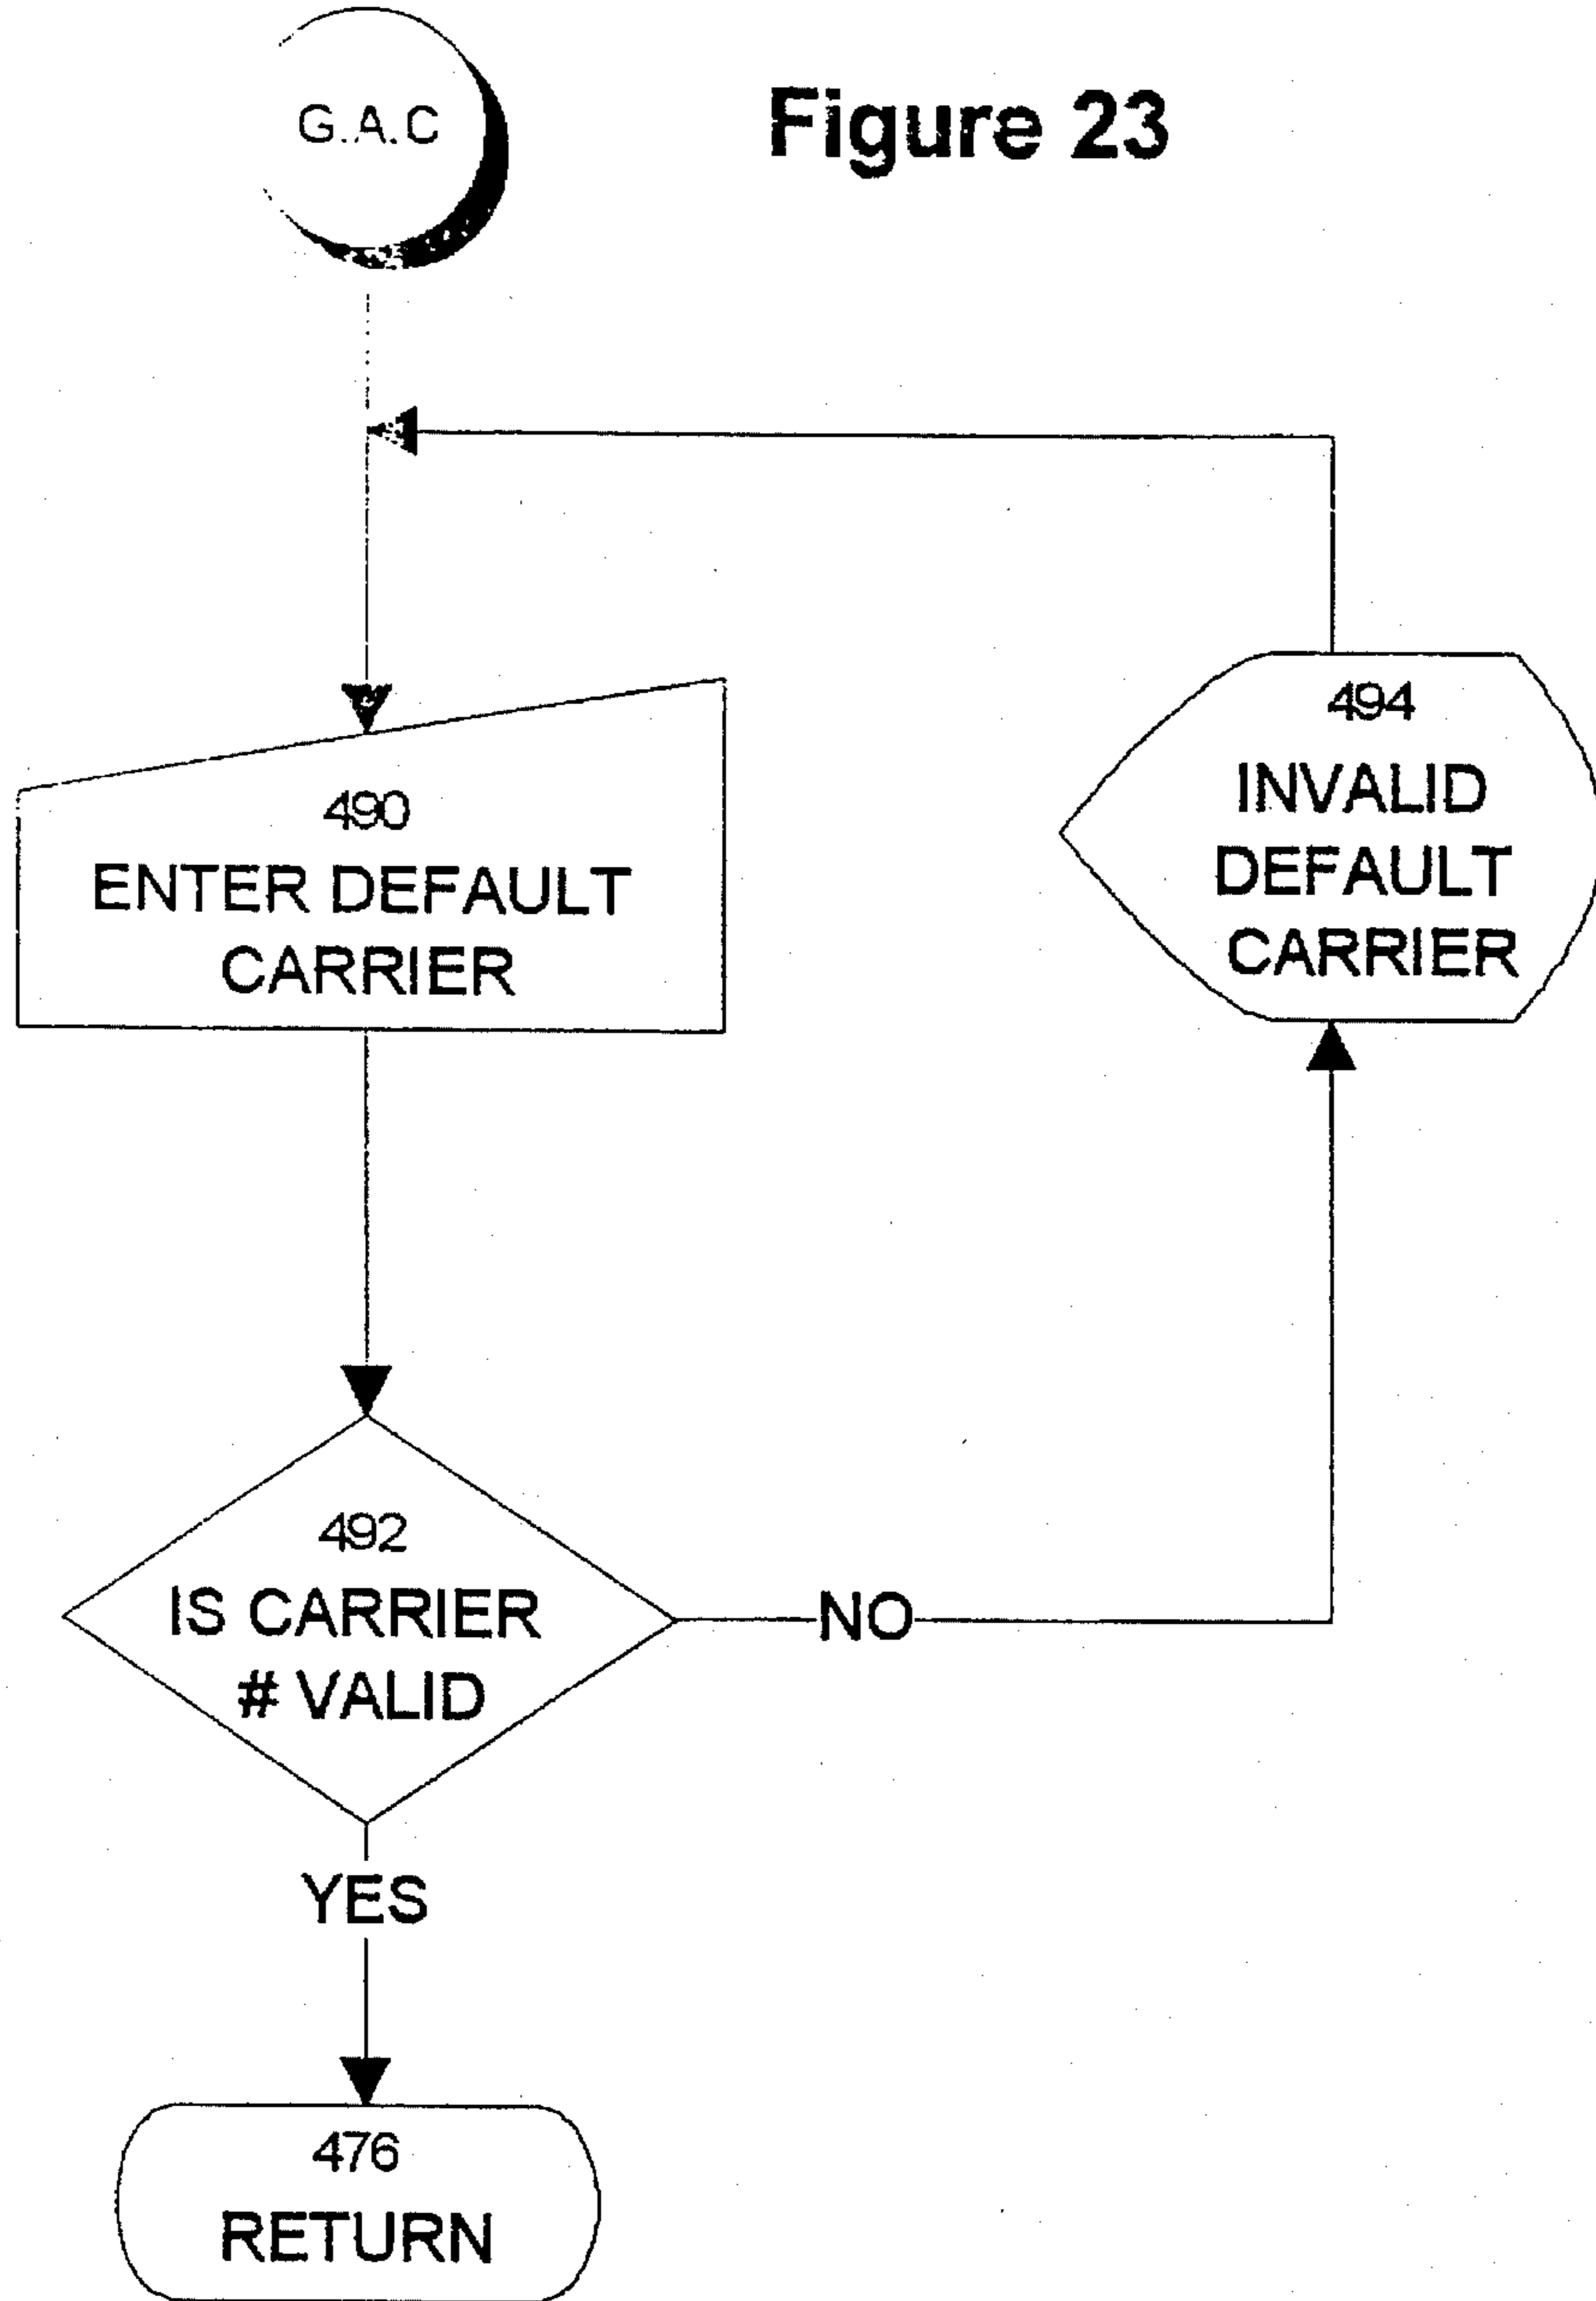 G.A.C
Figure 23
490
ENTER DEFAULT
CARRIER
494
INVALID
DEFAULT
CARRIER
492
IS CARRIER
# VALID
NO
YES
476
RETURN